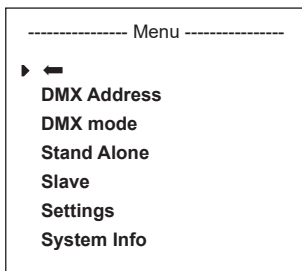 ---------------- Menu ----------------
DMX Address
DMX mode
Stand Alone
Slave
Settings
System Info